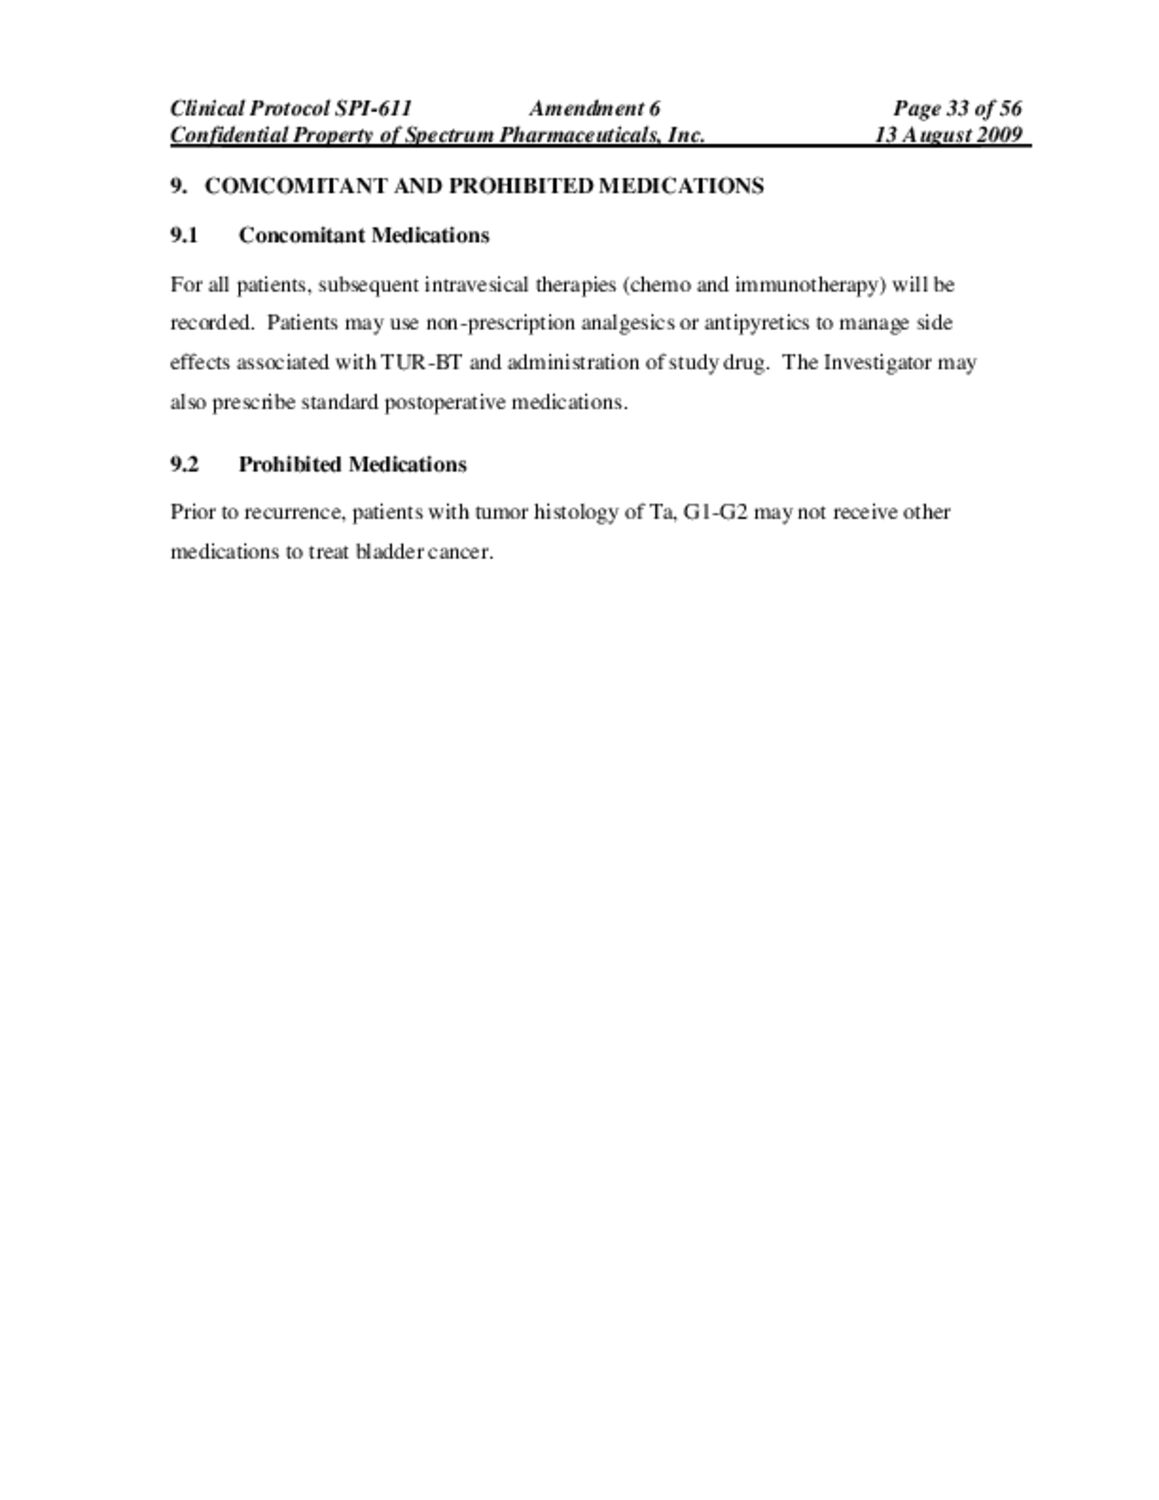 Clinical Protocol SPI-611 Amendment 6 Page 33 of 56
Confidential Property of Spectrum Pharmaceuticals, Inc. 13 August 2009
9. COMCOMITANT AND PROHIBITED MEDICATIONS
9.1 Concomitant Medications
For all patients, subsequent intravesical therapies (chemo and immunotherapy) will be
recorded. Patients may use non-prescription analgesics or antipyretics to manage side
effects associated with TUR-BT and administration of study drug. The Investigator may
also prescribe standard postoperative medications.
9.2 Prohibited Medications
Prior to recurrence, patients with tumor histology of Ta, G1-G2 may not receive other
medications to treat bladder cancer.